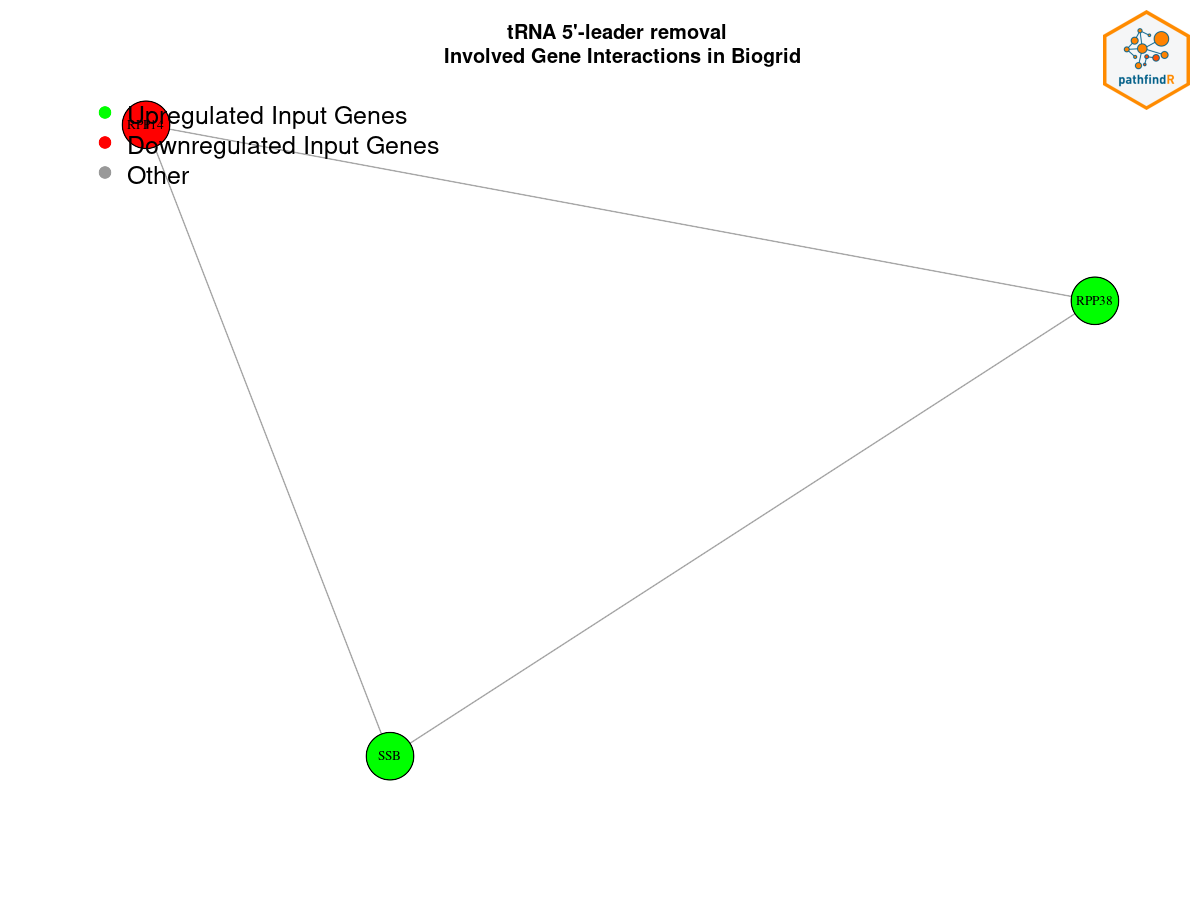 tRNA 5'-leader removal
Involved Gene Interactions in Biogrid
pathfindR
Upregulated Input Genes
RPP14
Downregulated Input Genes
Other
RPP38
SSB